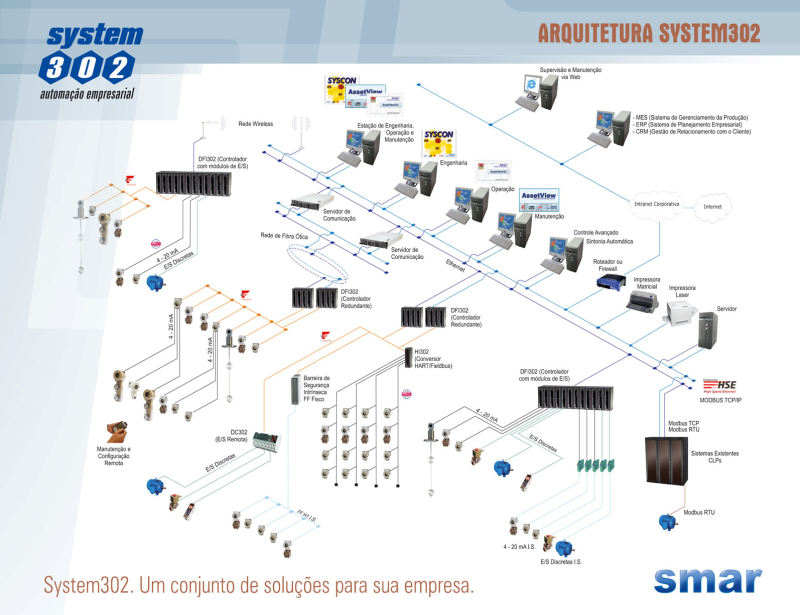 system
302
automação empresarial
ARQUITETURA SYSTEM302
Supervisão e Manutenção
via Web
- MES (Sistema de Gerenciamento da Produção)
- ERP (Sistema de Planejamento Empresarial)
- CRM (Gestão de Relacionamento com o Cliente)
SYSCON
AssetView
Rede Wireless
Estação de Engenharia,
Operação e
Manutenção
SYSCON
Engenharia
DFI302 (Controlador
com módulos de E/S)
Operação
AssetView
Manutenção
Intranet Corporativa
Internet
Servidor de
Comunicação
Controle Avançado
Sintonia Automática
Rede de Fibra Ótica
Servidor de
Comunicação
Ethernet
4 - 20 mA
E/S Discretas
Roteador ou
Firewall
Impressora
Matricial
Impressora
Laser
Servidor
DFI302
(Controlador
Redundante)
DFI302
(Controlador
Redundante)
4 - 20 mA
4 - 20 mA
HI302
(Conversor
HART/Fieldbus)
DFI302 (Controlador
com módulos de E/S)
HSE
High Speed Ethernet
MODBUS TCP/IP
Barreira de
Segurança
Intrínseca
FF Fisco
4 - 20 mA
Modbus TCP
Modbus RTU
DC302
(E/S Remota)
E/S Discretas
Manutenção e
Configuração
Remota
E/S Discretas
Sistemas Existentes
CLPs
FF H1 I.S.
Modbus RTU
4 - 20 mA I.S.
E/S Discretas I.S.
System302. Um conjunto de soluções para sua empresa.
smar